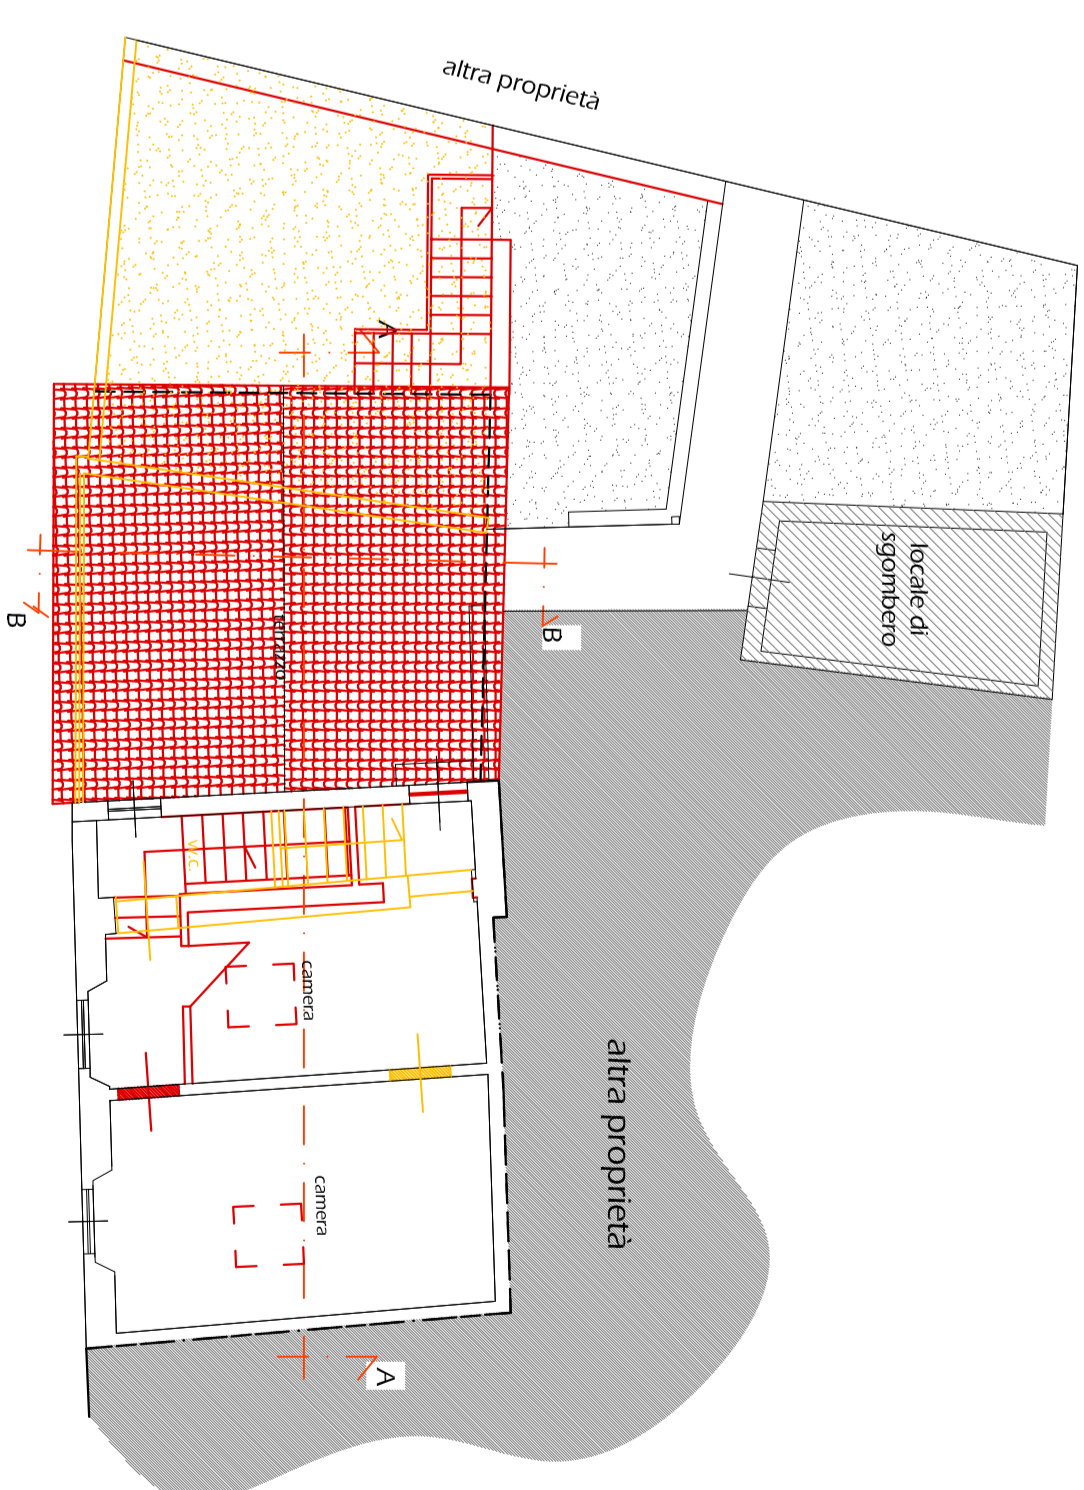 altra proprietà
A
locale di
sgombero
B
B
terrazzo
w.c.
camera
altra proprietà
camera
A